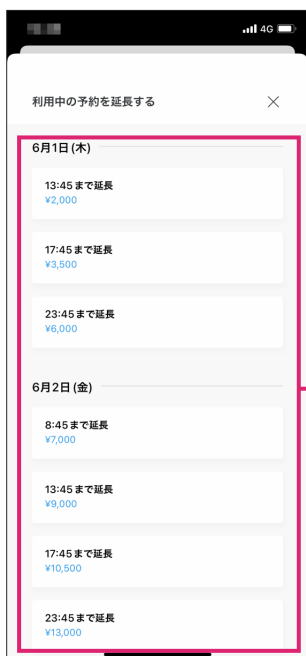 4G
利用中の予約を延長する
6月1日(木)
13:45まで延長
¥2,000
17:45まで延長
¥3,500
23:45まで延長
¥6,000
6月2日(金)
8:45まで延長
¥7,000
13:45まで延長
¥9,000
17:45まで延長
¥10,500
23:45まで延長
¥13,000